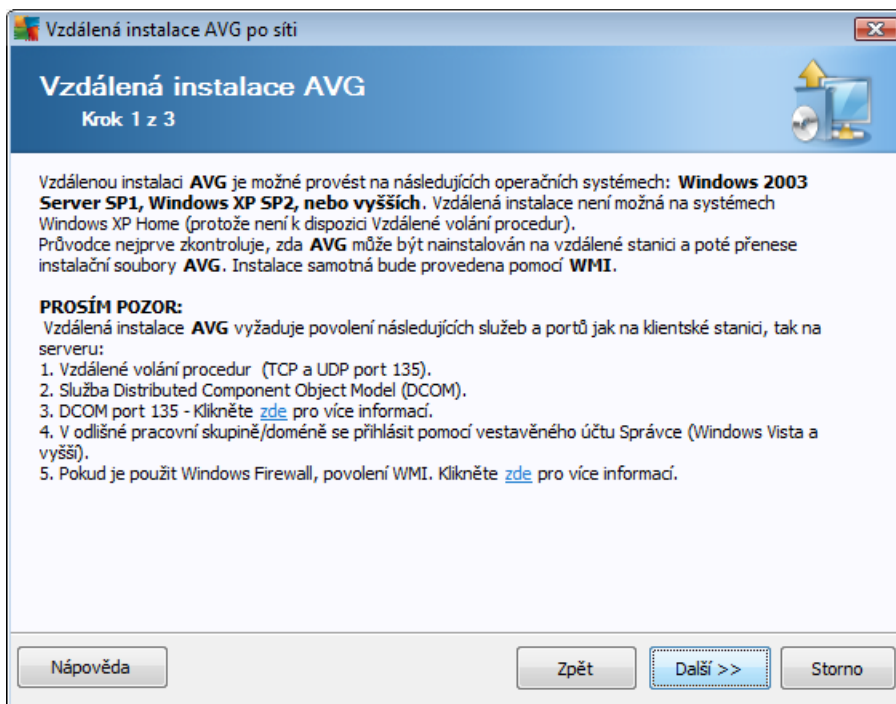 Vzdálená instalace AVG po síti
Vzdálená instalace AVG
Krok 1 z 3
Vzdálenou instalaci AVG je možné provést na následujících operačních systémech: Windows 2003
Server SP1, Windows XP SP2, nebo vyšších. Vzdálená instalace není možná na systémech
Windows XP Home (protože není k dispozici Vzdálené volání procedur).
Průvodce nejprve zkontroluje, zda AVG může být nainstalován na vzdálené stanici a poté přenese
instalační soubory AVG. Instalace samotná bude provedena pomocí WMI.
PROSÍM POZOR:
Vzdálená instalace AVG vyžaduje povolení následujících služeb a portů jak na klientské stanici, tak na
serveru:
1. Vzdálené volání procedur (TCP a UDP port 135).
2. Služba Distributed Component Object Model (DCOM).
3. DCOM port 135 - Klikněte zde pro více informací.
4. V odlišné pracovní skupině/doméně se přihlásit pomocí vestavěného účtu Správce (Windows Vista a
vyšší).
5. Pokud je použit Windows Firewall, povolení WMI. Klikněte zde pro více informací.
Nápověda
Zpět
Další >>
Storno